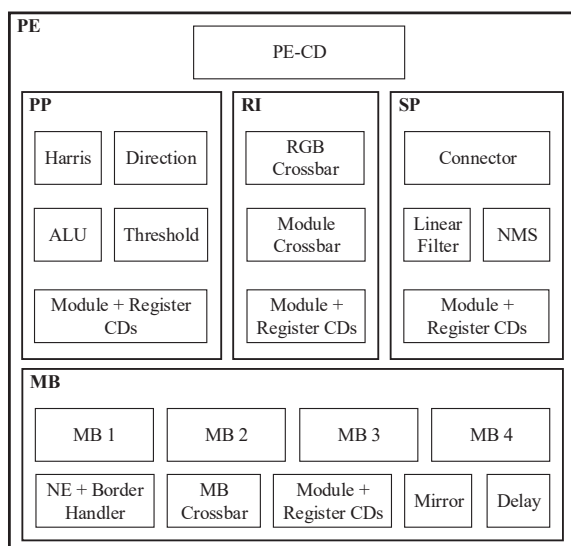 PE
PE-CD
PP
Harris
Direction
ALU
Threshold
Module + Register
CDs
RI
RGB
Crossbar
Module
Crossbar
Module +
Register CDs
SP
Connector
Linear
Filter
NMS
Module +
Register CDs
MB
MB 1
MB 2
MB 3
MB 4
NE + Border
Handler
MB
Crossbar
Module +
Register CDs
Mirror
Delay